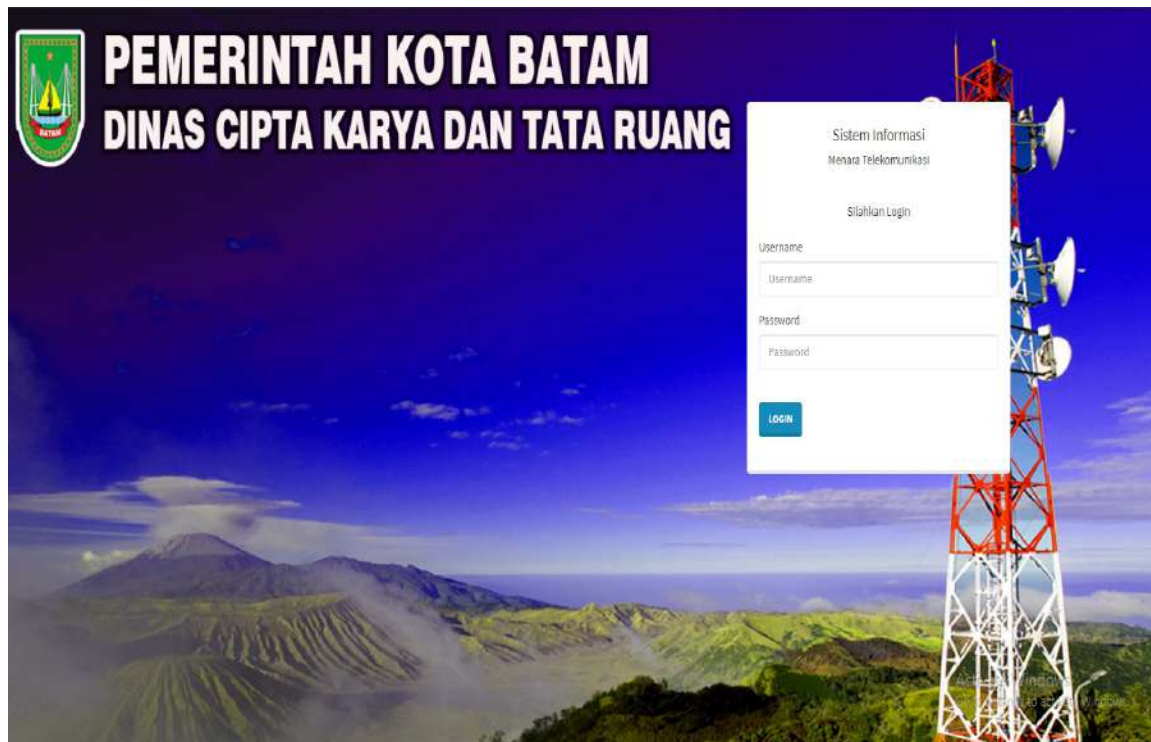 PEMERINTAH KOTA BATAM
DINAS CIPTA KARYA DAN TATA RUANG
BATAM
Sistem Informasi
Menara Telekomunikasi
Silahkan Login
Username
Username
Password
Password
LOGIN